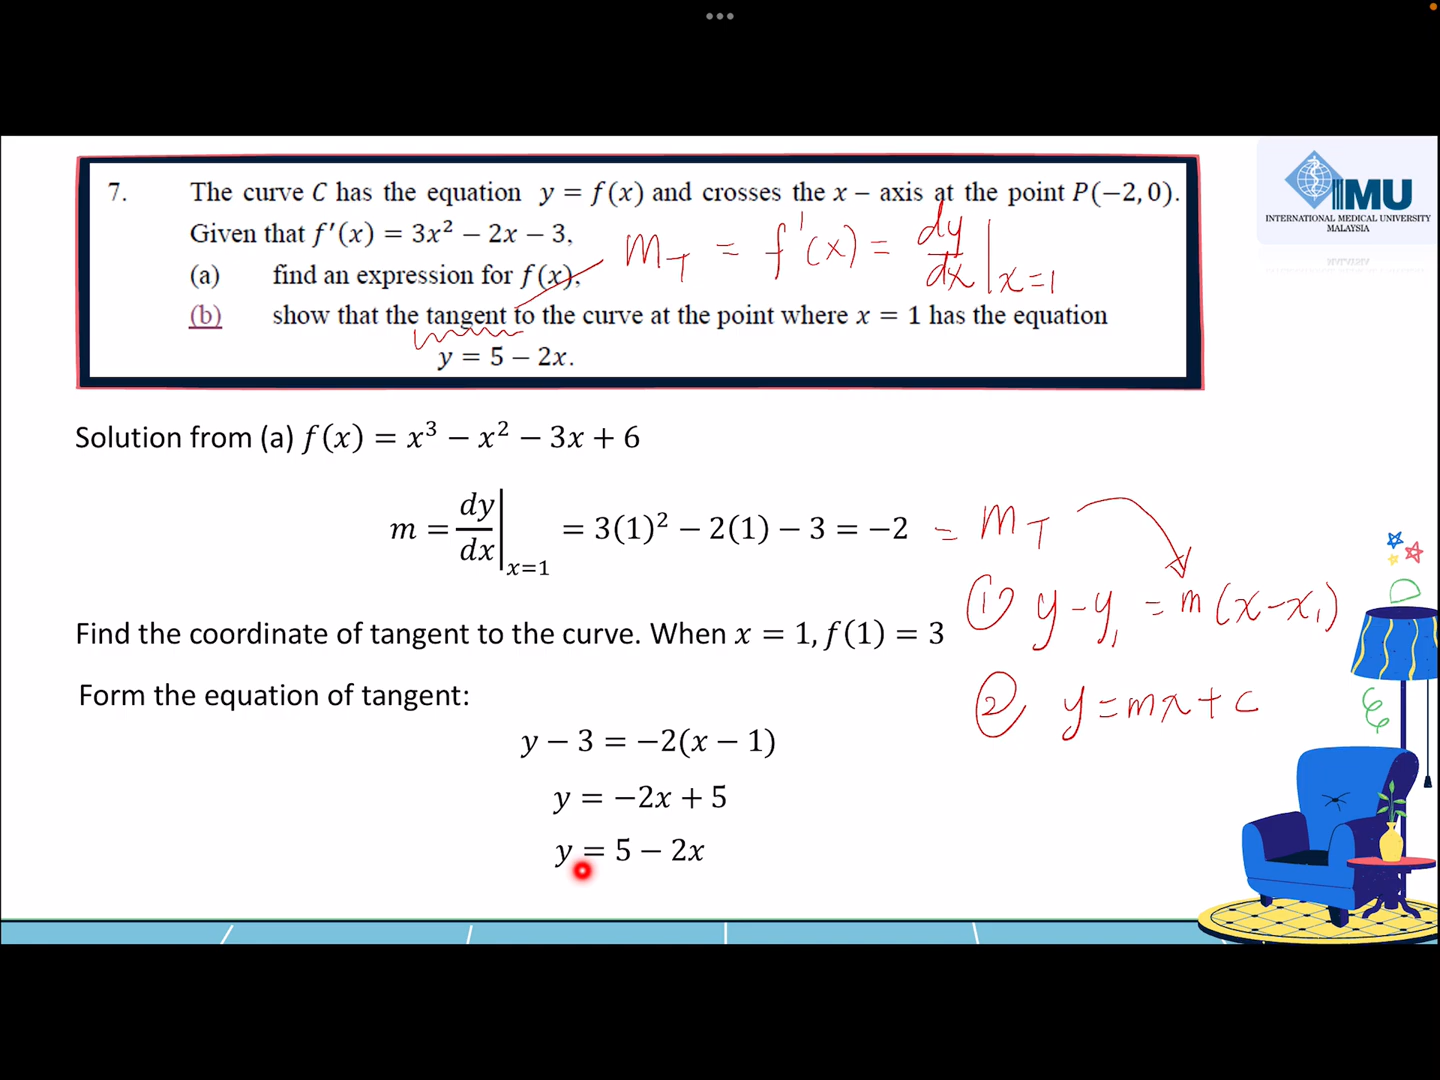 7. The curve C has the equation y = f(x) and crosses the x – axis at the point P(−2, 0).
Given that f′(x) = 3x² − 2x − 3,
m_T = f'(x) = dy/dx |x=1
(a) find an expression for f(x),
(b) show that the tangent to the curve at the point where x = 1 has the equation
y = 5 − 2x.
IMU
INTERNATIONAL MEDICAL UNIVERSITY
MALAYSIA
Solution from (a) f(x) = x³ − x² − 3x + 6
m = dy/dx |x=1 = 3(1)² − 2(1) − 3 = −2 = m_T
① y − y₁ = m(x − x₁)
Find the coordinate of tangent to the curve. When x = 1, f(1) = 3
Form the equation of tangent:
② y = mx + c
y − 3 = −2(x − 1)
y = −2x + 5
y = 5 − 2x